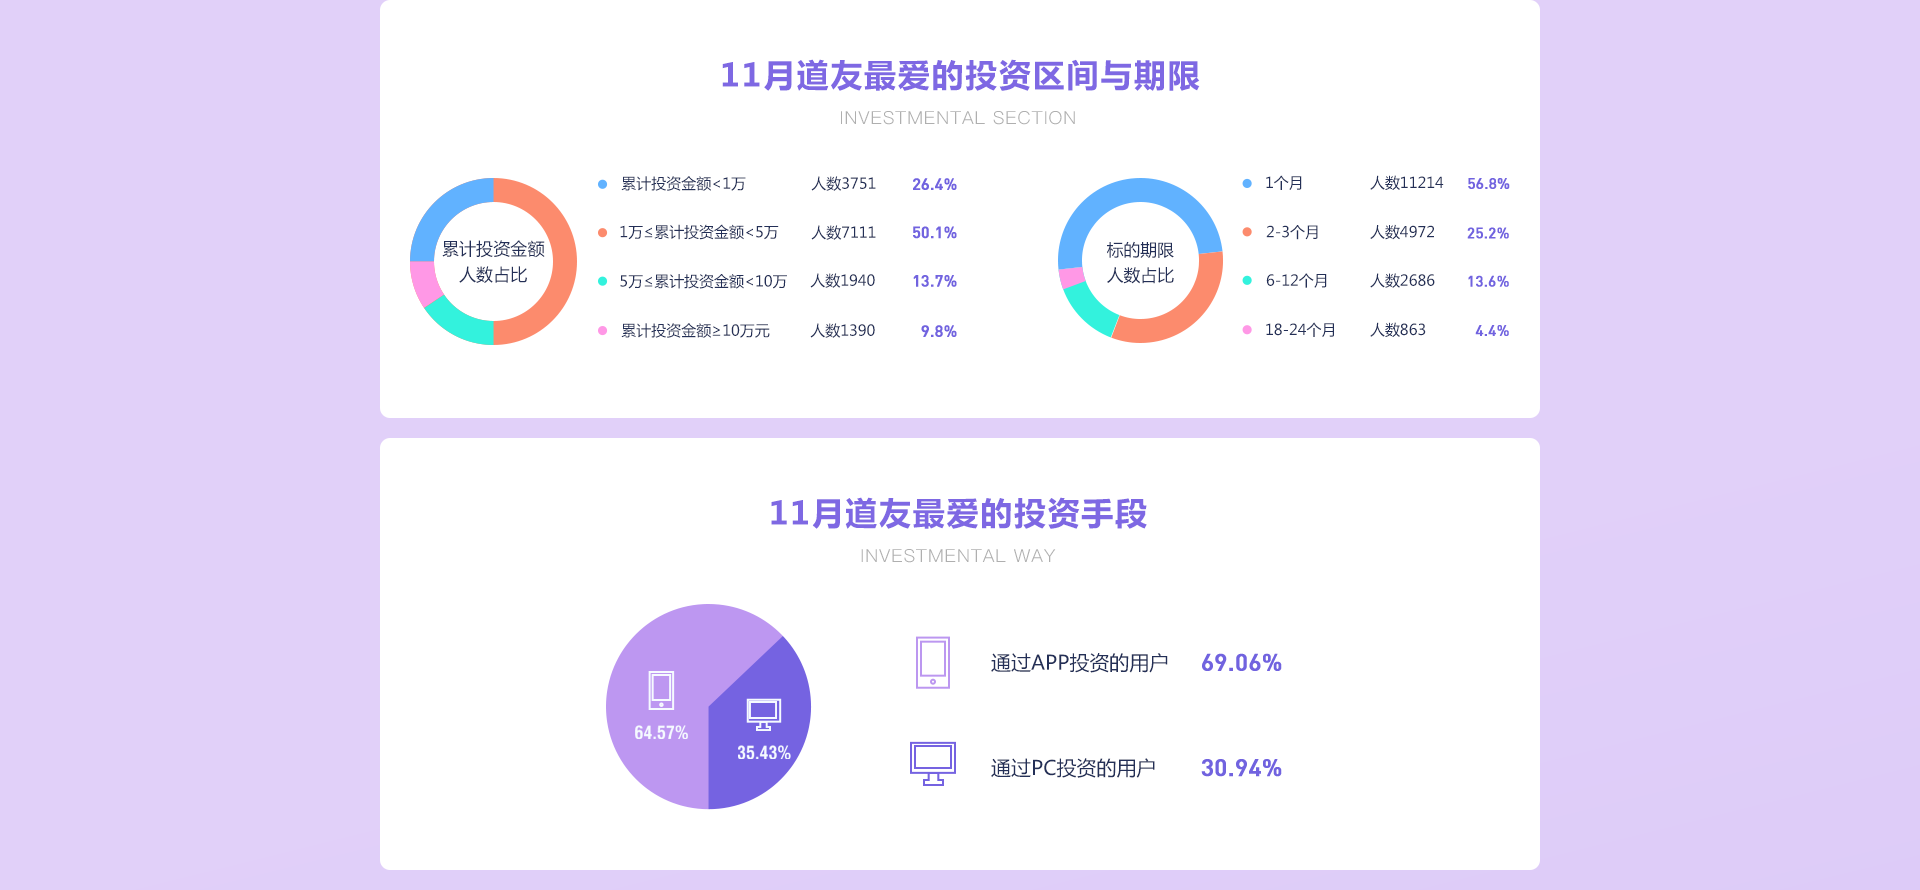 11月道友最爱的投资区间与期限
INVESTMENTAL SECTION
累计投资金额
人数占比
累计投资金额<1万 人数3751 26.4%
1万≤累计投资金额<5万 人数7111 50.1%
5万≤累计投资金额<10万 人数1940 13.7%
累计投资金额≥10万元 人数1390 9.8%
标的期限
人数占比
1个月 人数11214 56.8%
2-3个月 人数4972 25.2%
6-12个月 人数2686 13.6%
18-24个月 人数863 4.4%
11月道友最爱的投资手段
INVESTMENTAL WAY
64.57%
35.43%
通过APP投资的用户 69.06%
通过PC投资的用户 30.94%